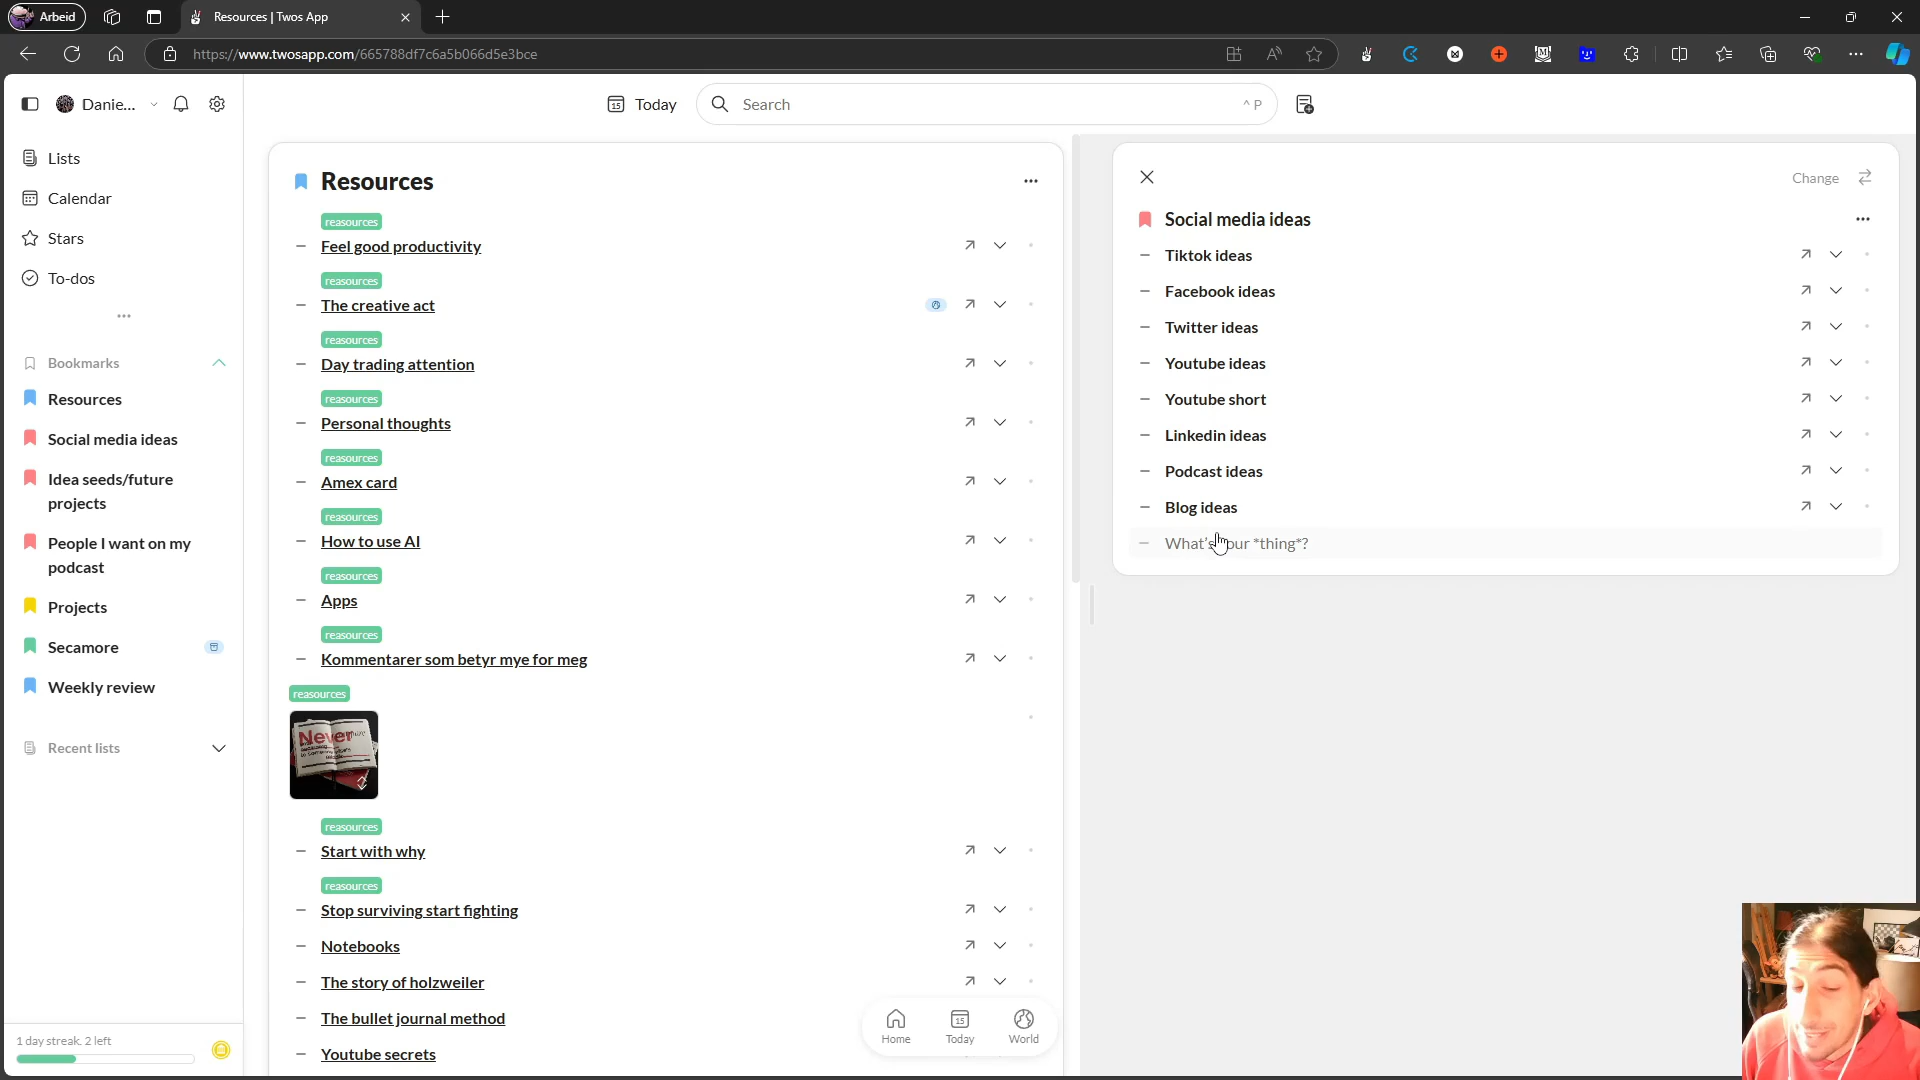 Arbeid
Resources | Twos App
https://www.twosapp.com/665788df7c6a5b066d5e3bce
Danie...
15 Today
Search
^ P
Lists
Calendar
Stars
To-dos
Bookmarks
Resources
Social media ideas
Idea seeds/future
projects
People I want on my
podcast
Projects
Secamore
Weekly review
Recent lists
1 day streak. 2 left
Resources
reasources
Feel good productivity
reasources
The creative act
reasources
Day trading attention
reasources
Personal thoughts
reasources
Amex card
reasources
How to use AI
reasources
Apps
reasources
Kommentarer som betyr mye for meg
reasources
Never
reasources
Start with why
reasources
Stop surviving start fighting
Notebooks
The story of holzweiler
The bullet journal method
Youtube secrets
Home
15
Today
World
Change
Social media ideas
Tiktok ideas
Facebook ideas
Twitter ideas
Youtube ideas
Youtube short
Linkedin ideas
Podcast ideas
Blog ideas
What's your *thing*?